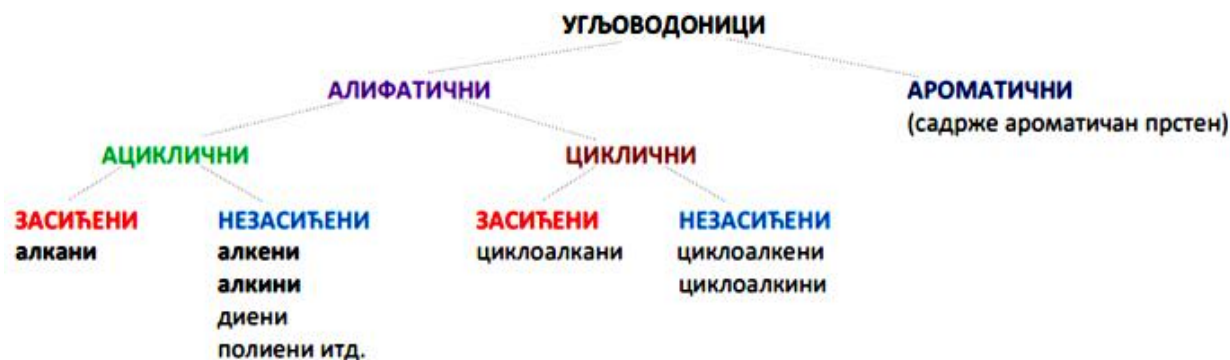 УГЉОВОДОНИЦИ
АЛИФАТИЧНИ
АРОМАТИЧНИ
(садрже ароматичан прстен)
АЦИКЛИЧНИ
ЦИКЛИЧНИ
ЗАСИЋЕНИ
алкани
НЕЗАСИЋЕНИ
алкени
алкини
диени
полиени итд.
ЗАСИЋЕНИ
циклоалкани
НЕЗАСИЋЕНИ
циклоалкени
циклоалкини